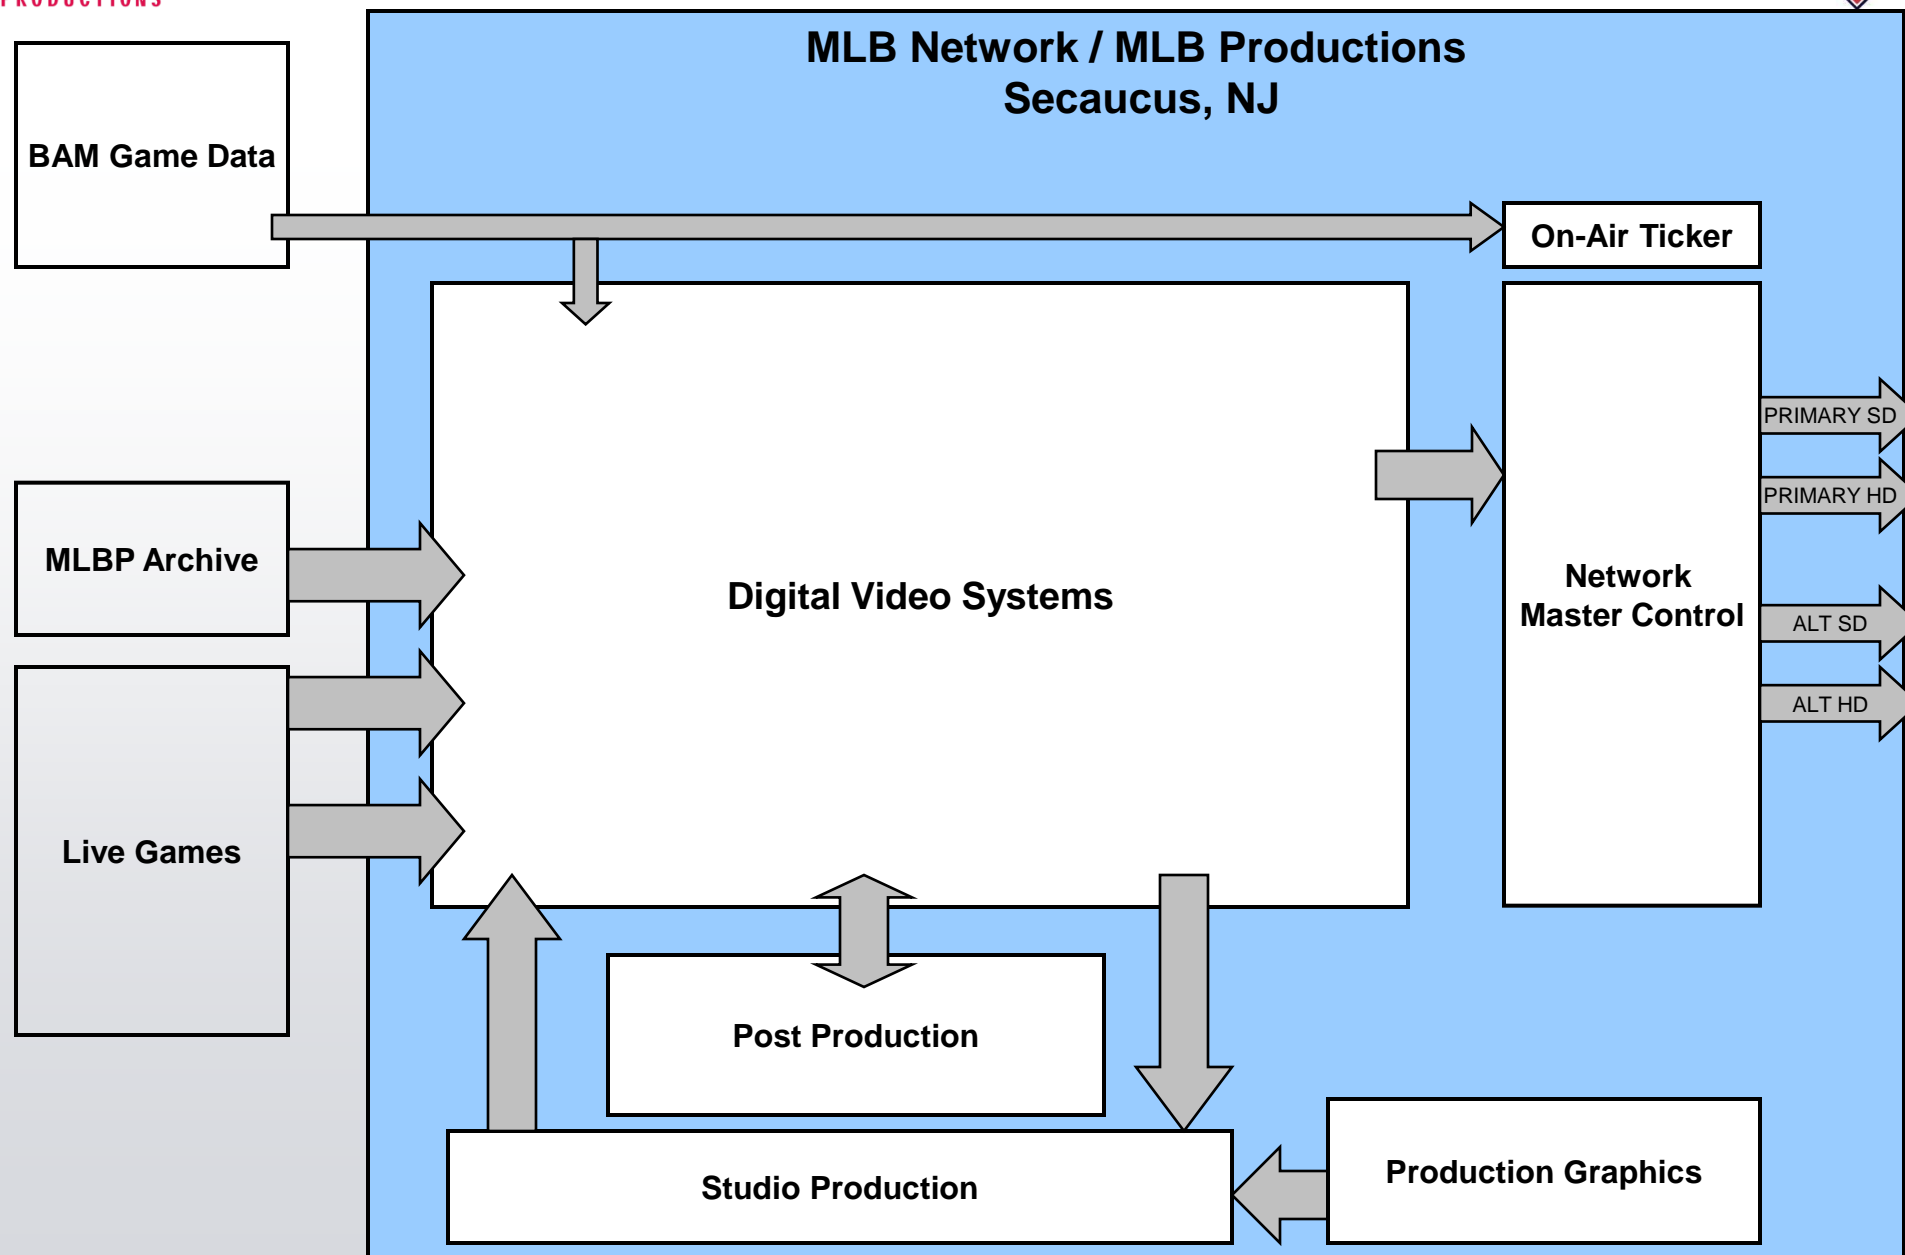 PRODUCTIONS
MLB Network / MLB Productions
Secaucus, NJ
BAM Game Data
On-Air Ticker
PRIMARY SD
PRIMARY HD
MLBP Archive
Digital Video Systems
Network
Master Control
ALT SD
ALT HD
Live Games
Post Production
Studio Production
Production Graphics